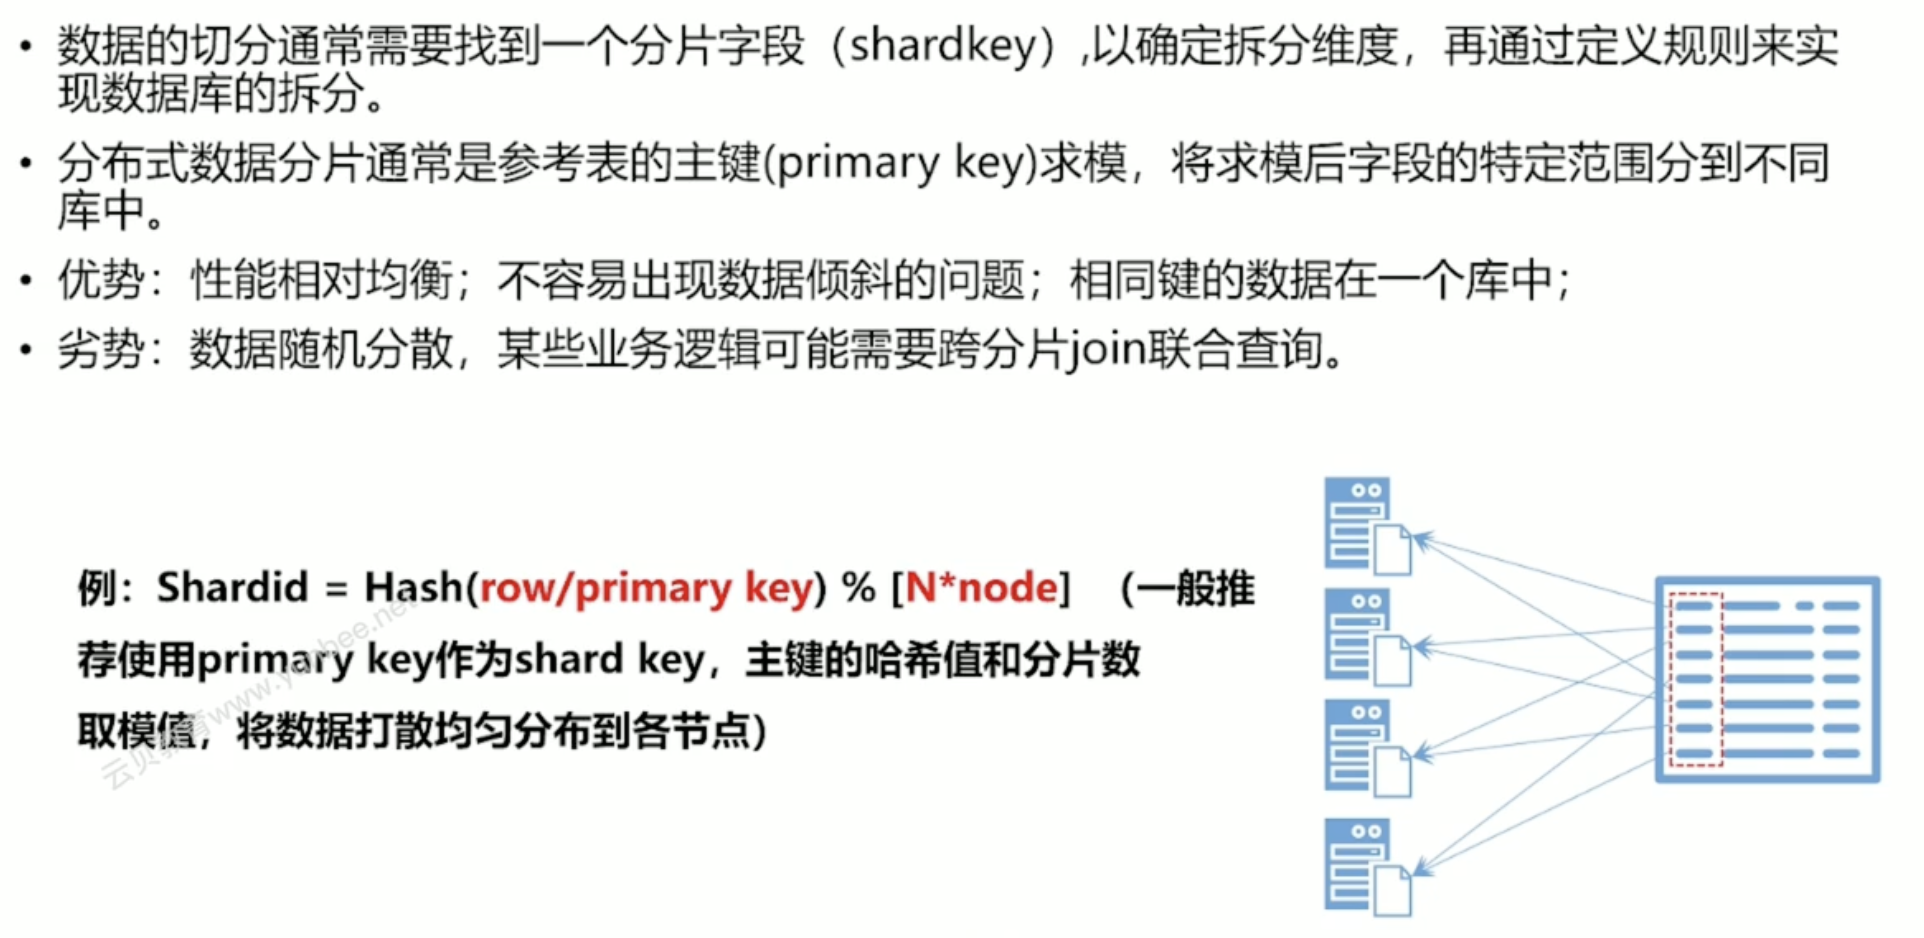 • 数据的切分通常需要找到一个分片字段（shardkey）,以确定拆分维度，再通过定义规则来实
现数据库的拆分。
• 分布式数据分片通常是参考表的主键(primary key)求模，将求模后字段的特定范围分到不同
库中。
• 优势：性能相对均衡；不容易出现数据倾斜的问题；相同键的数据在一个库中；
• 劣势：数据随机分散，某些业务逻辑可能需要跨分片join联合查询。
例：Shardid = Hash(row/primary key) % [N*node] （一般推
荐使用primary key作为shard key，主键的哈希值和分片数
取模值，将数据打散均匀分布到各节点）